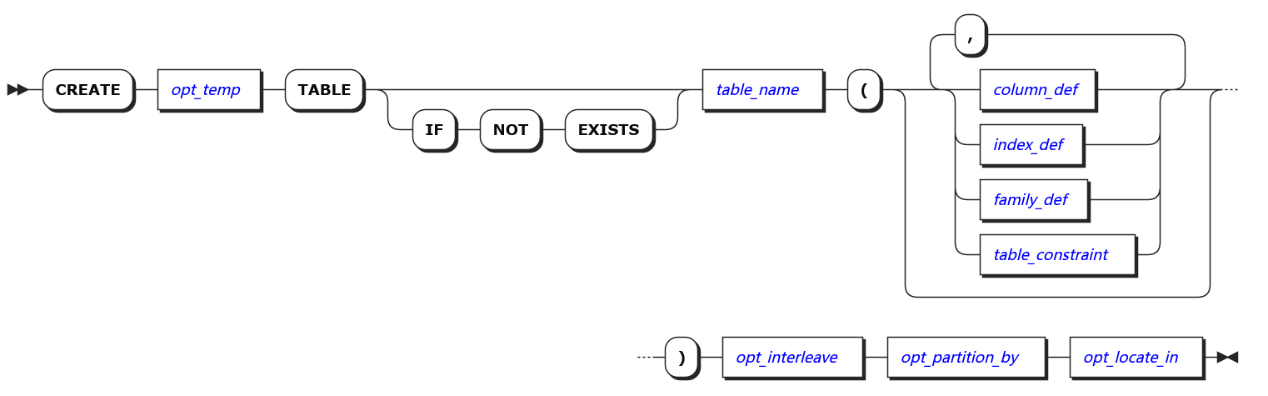 ,
CREATE opt_temp TABLE table_name ( column_def
IF NOT EXISTS index_def
family_def
table_constraint
) opt_interleave opt_partition_by opt_locate_in